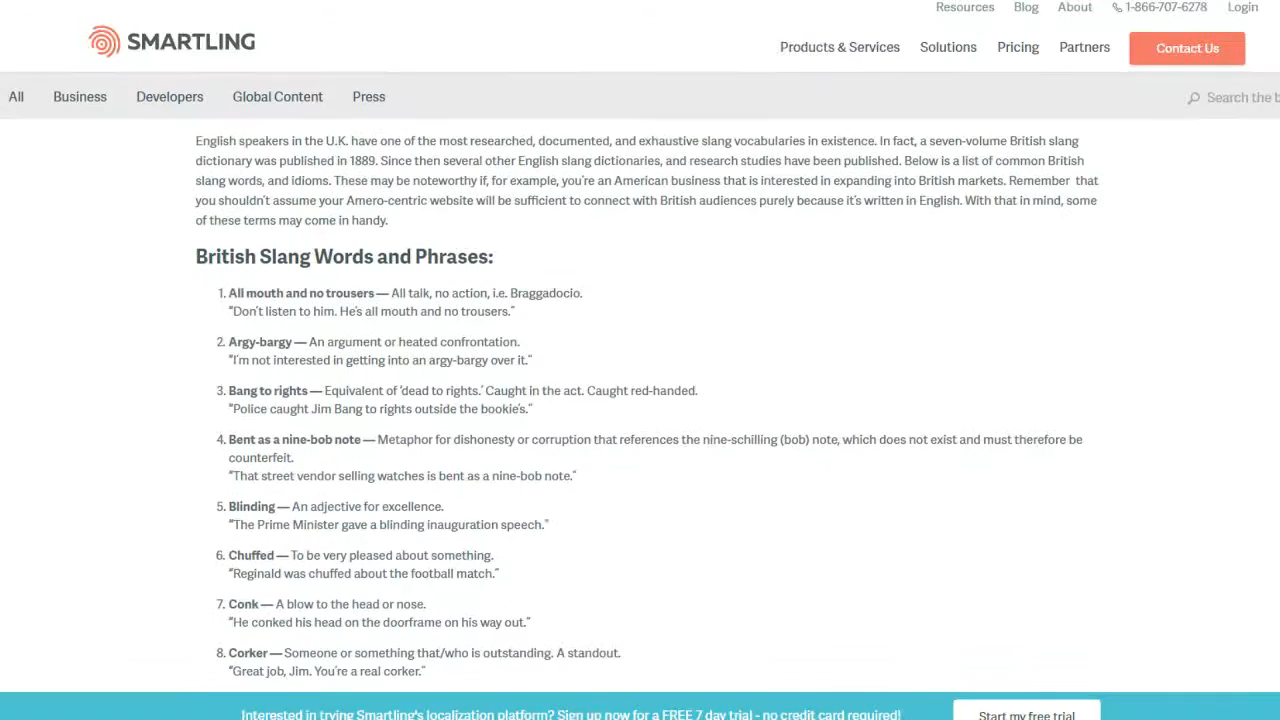 Resources Blog About 1-866-707-6278 Login
SMARTLING
Products & Services Solutions Pricing Partners Contact Us
All Business Developers Global Content Press Search the b
English speakers in the U.K. have one of the most researched, documented, and exhaustive slang vocabularies in existence. In fact, a seven-volume British slang
dictionary was published in 1889. Since then several other English slang dictionaries, and research studies have been published. Below is a list of common British
slang words, and idioms. These may be noteworthy if, for example, you're an American business that is interested in expanding into British markets. Remember that
you shouldn't assume your Amero-centric website will be sufficient to connect with British audiences purely because it's written in English. With that in mind, some
of these terms may come in handy.
British Slang Words and Phrases:
1. All mouth and no trousers — All talk, no action, i.e. Braggadocio.
"Don't listen to him. He's all mouth and no trousers."
2. Argy-bargy — An argument or heated confrontation.
"I'm not interested in getting into an argy-bargy over it."
3. Bang to rights — Equivalent of 'dead to rights.' Caught in the act. Caught red-handed.
"Police caught Jim Bang to rights outside the bookie's."
4. Bent as a nine-bob note — Metaphor for dishonesty or corruption that references the nine-schilling (bob) note, which does not exist and must therefore be
counterfeit.
"That street vendor selling watches is bent as a nine-bob note."
5. Blinding — An adjective for excellence.
"The Prime Minister gave a blinding inauguration speech."
6. Chuffed — To be very pleased about something.
"Reginald was chuffed about the football match."
7. Conk — A blow to the head or nose.
"He conked his head on the doorframe on his way out."
8. Corker — Someone or something that/who is outstanding. A standout.
"Great job, Jim. You're a real corker."
Interested in trying Smartling's localization platform? Sign up now for a FREE 7 day trial - no credit card required! Start my free trial